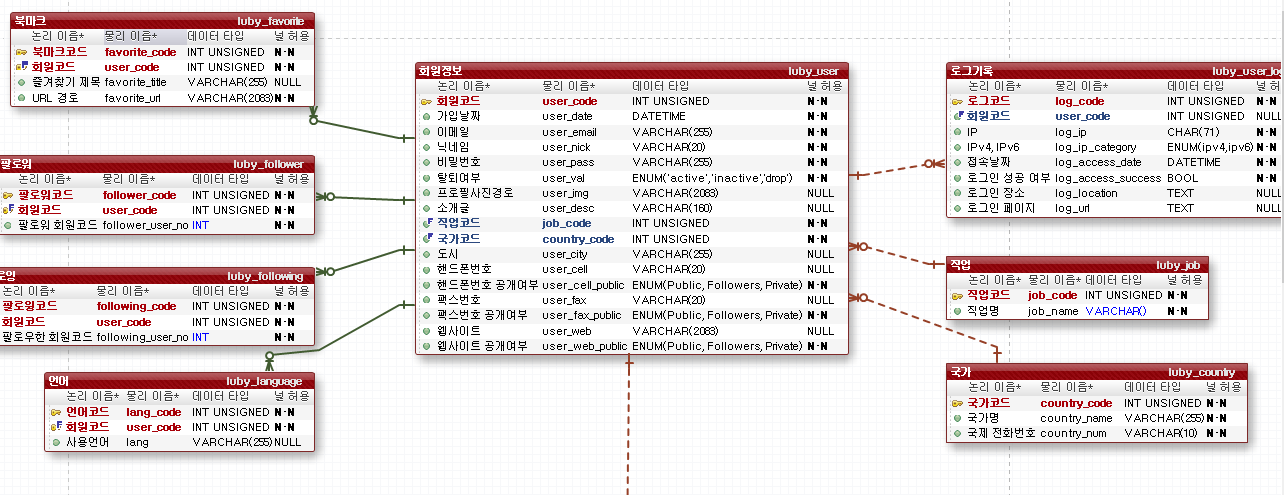 북마크 luby_favorite
논리 이름* 물리 이름* 데이터 타입 널 허용
북마크코드 favorite_code INT UNSIGNED N-N
회원코드 user_code INT UNSIGNED N-N
즐겨찾기 제목 favorite_title VARCHAR(255) NULL
URL 경로 favorite_url VARCHAR(2083) N-N
팔로워 luby_follower
논리 이름* 물리 이름* 데이터 타입 널 허용
팔로워코드 follower_code INT UNSIGNED N-N
회원코드 user_code INT UNSIGNED N-N
팔로워 회원코드 follower_user_no INT N-N
로잉 luby_following
논리 이름* 물리 이름* 데이터 타입 널 허용
팔로잉코드 following_code INT UNSIGNED N-N
회원코드 user_code INT UNSIGNED N-N
팔로우한 회원코드 following_user_no INT N-N
언어 luby_language
논리 이름* 물리 이름* 데이터 타입 널 허용
언어코드 lang_code INT UNSIGNED N-N
회원코드 user_code INT UNSIGNED N-N
사용언어 lang VARCHAR(255) NULL
회원정보 luby_user
논리 이름* 물리 이름* 데이터 타입 널 허용
회원코드 user_code INT UNSIGNED N-N
가입날짜 user_date DATETIME N-N
이메일 user_email VARCHAR(255) N-N
닉네임 user_nick VARCHAR(20) N-N
비밀번호 user_pass VARCHAR(255) N-N
탈퇴여부 user_val ENUM('active','inactive','drop') N-N
프로필사진경로 user_img VARCHAR(2083) NULL
소개글 user_desc VARCHAR(160) NULL
직업코드 job_code INT UNSIGNED N-N
국가코드 country_code INT UNSIGNED N-N
도시 user_city VARCHAR(255) NULL
핸드폰번호 user_cell VARCHAR(20) NULL
핸드폰번호 공개여부 user_cell_public ENUM(Public, Followers, Private) N-N
팩스번호 user_fax VARCHAR(20) NULL
팩스번호 공개여부 user_fax_public ENUM(Public, Followers, Private) N-N
웹사이트 user_web VARCHAR(2083) NULL
웹사이트 공개여부 user_web_public ENUM(Public, Followers, Private) N-N
로그기록 luby_user_log
논리 이름* 물리 이름* 데이터 타입 널 허용
로그코드 log_code INT UNSIGNED N-N
회원코드 user_code INT UNSIGNED NULL
IP log_ip CHAR(71) N-N
IPv4, IPv6 log_ip_category ENUM(ipv4,ipv6) N-N
접속날짜 log_access_date DATETIME N-N
로그인 성공 여부 log_access_success BOOL N-N
로그인 장소 log_location TEXT NULL
로그인 페이지 log_url TEXT NULL
직업 luby_job
논리 이름* 물리 이름* 데이터 타입 널 허용
직업코드 job_code INT UNSIGNED N-N
직업명 job_name VARCHAR() N-N
국가 luby_country
논리 이름* 물리 이름* 데이터 타입 널 허용
국가코드 country_code INT UNSIGNED N-N
국가명 country_name VARCHAR(255) N-N
국제 전화번호 country_num VARCHAR(10) N-N